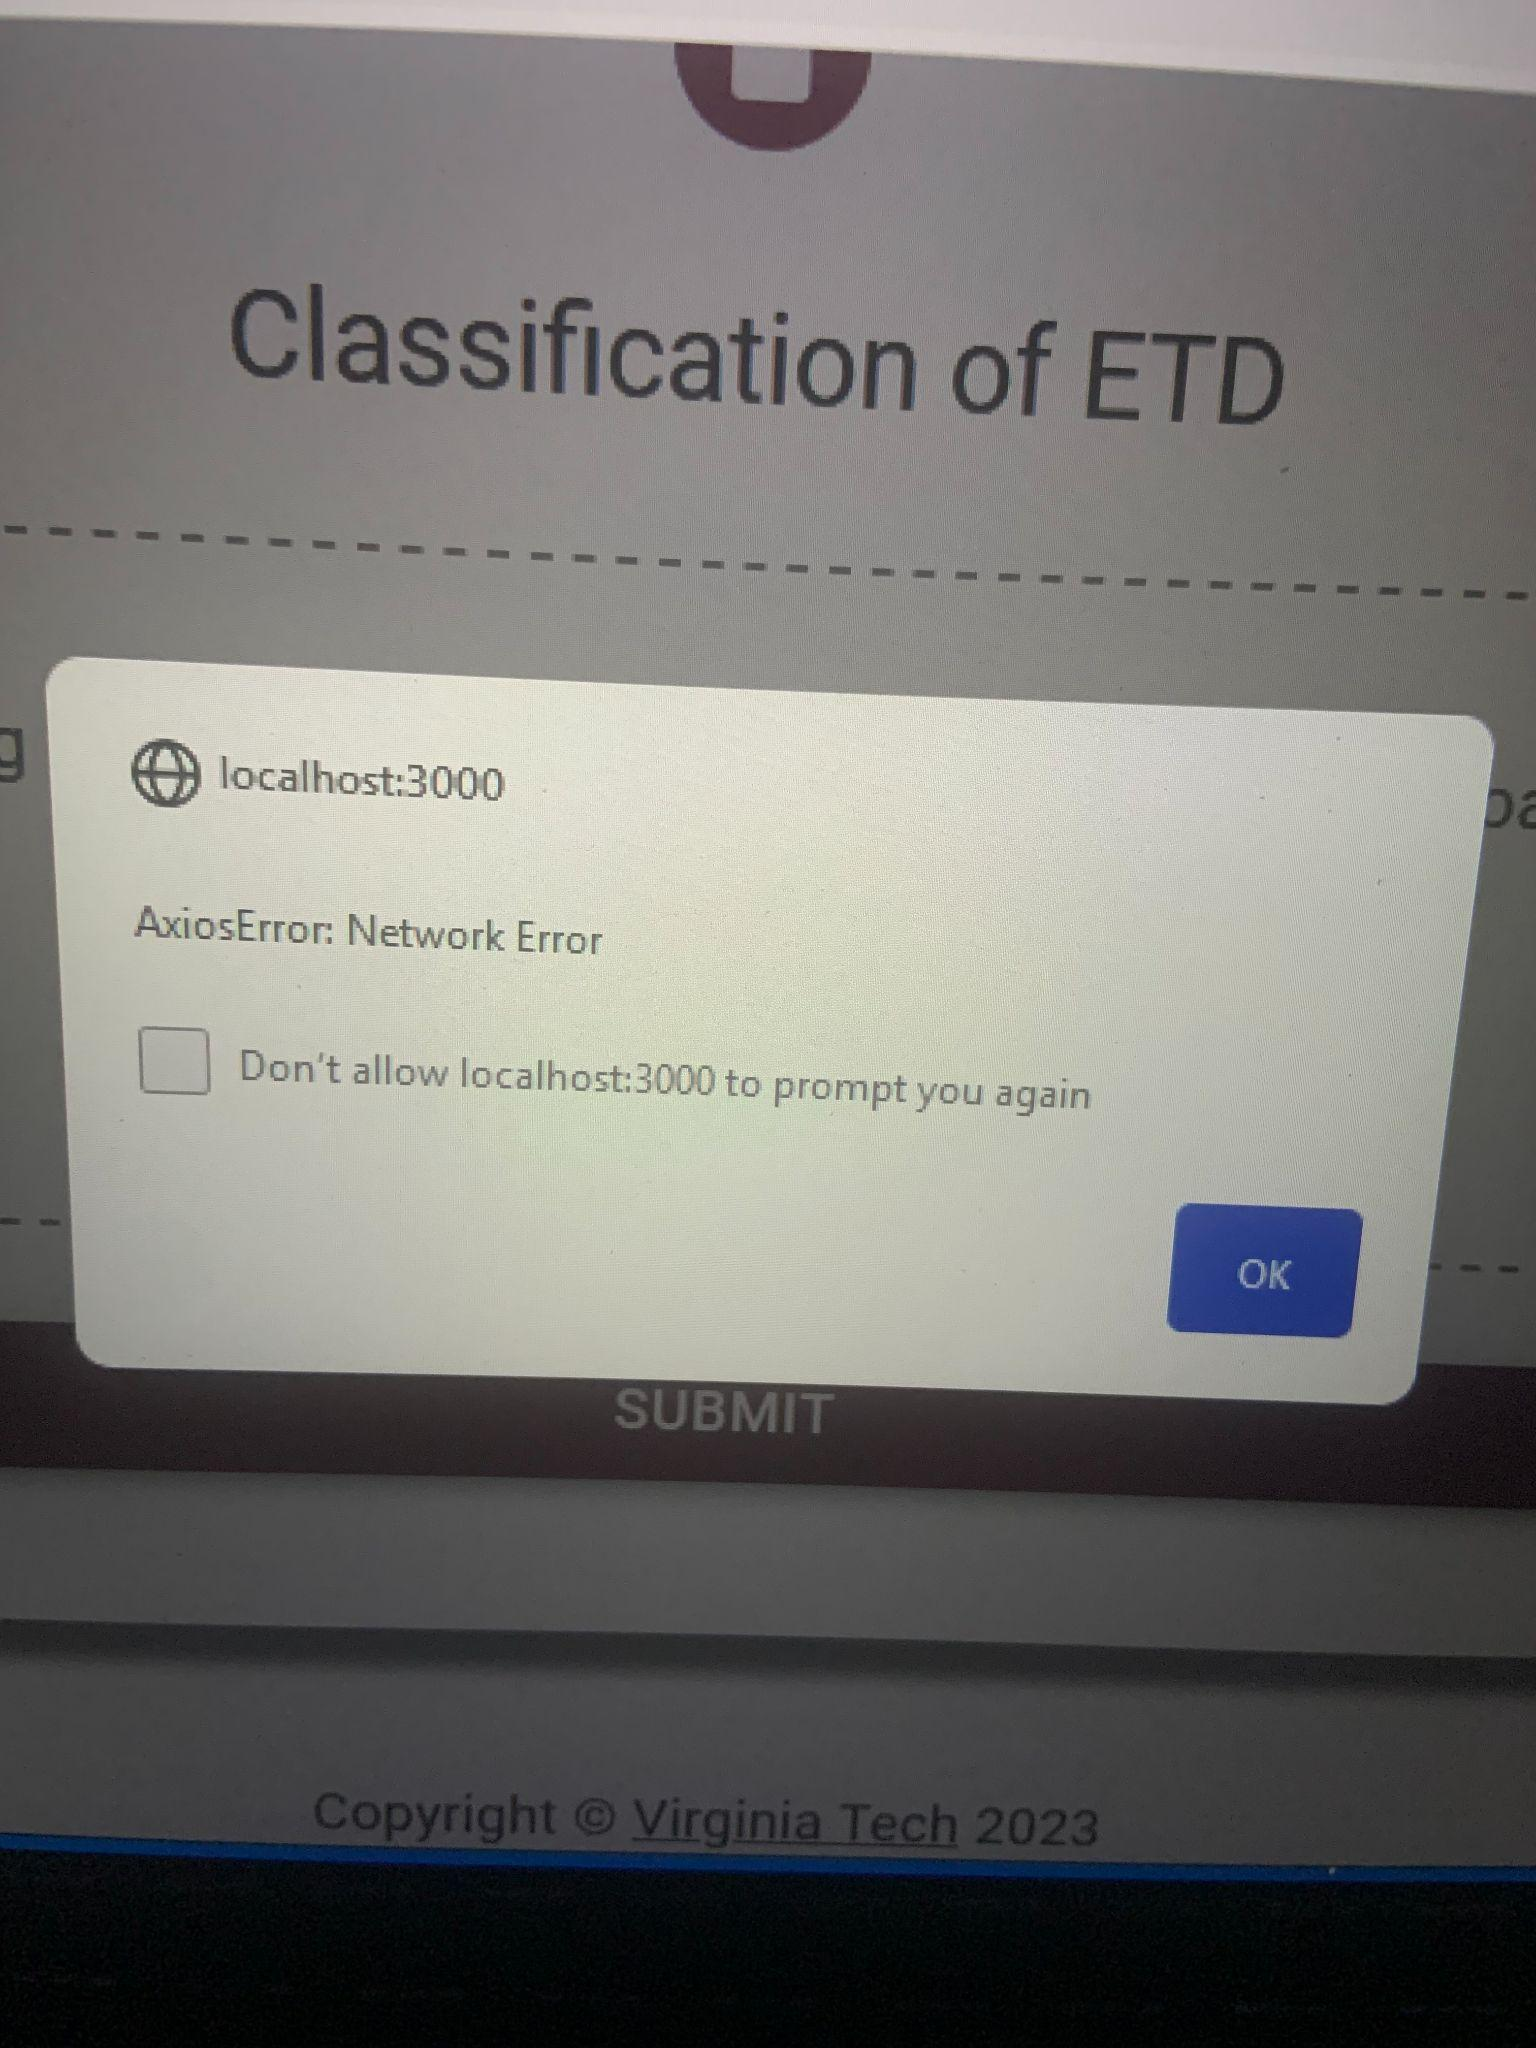 Classification of ETD
localhost:3000
AxiosError: Network Error
Don't allow localhost:3000 to prompt you again
OK
SUBMIT
Copyright © Virginia Tech 2023